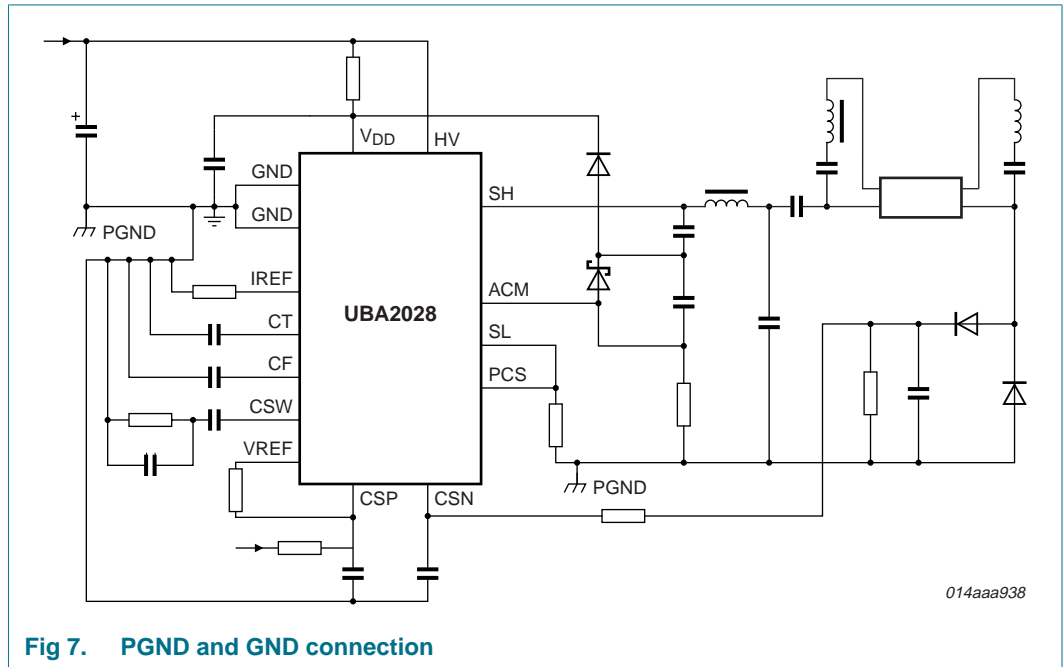 +
VDD
HV
GND
SH
GND
PGND
IREF
ACM
UBA2028
CT
SL
CF
PCS
CSW
VREF
PGND
CSP
CSN
014aaa938
Fig 7. PGND and GND connection